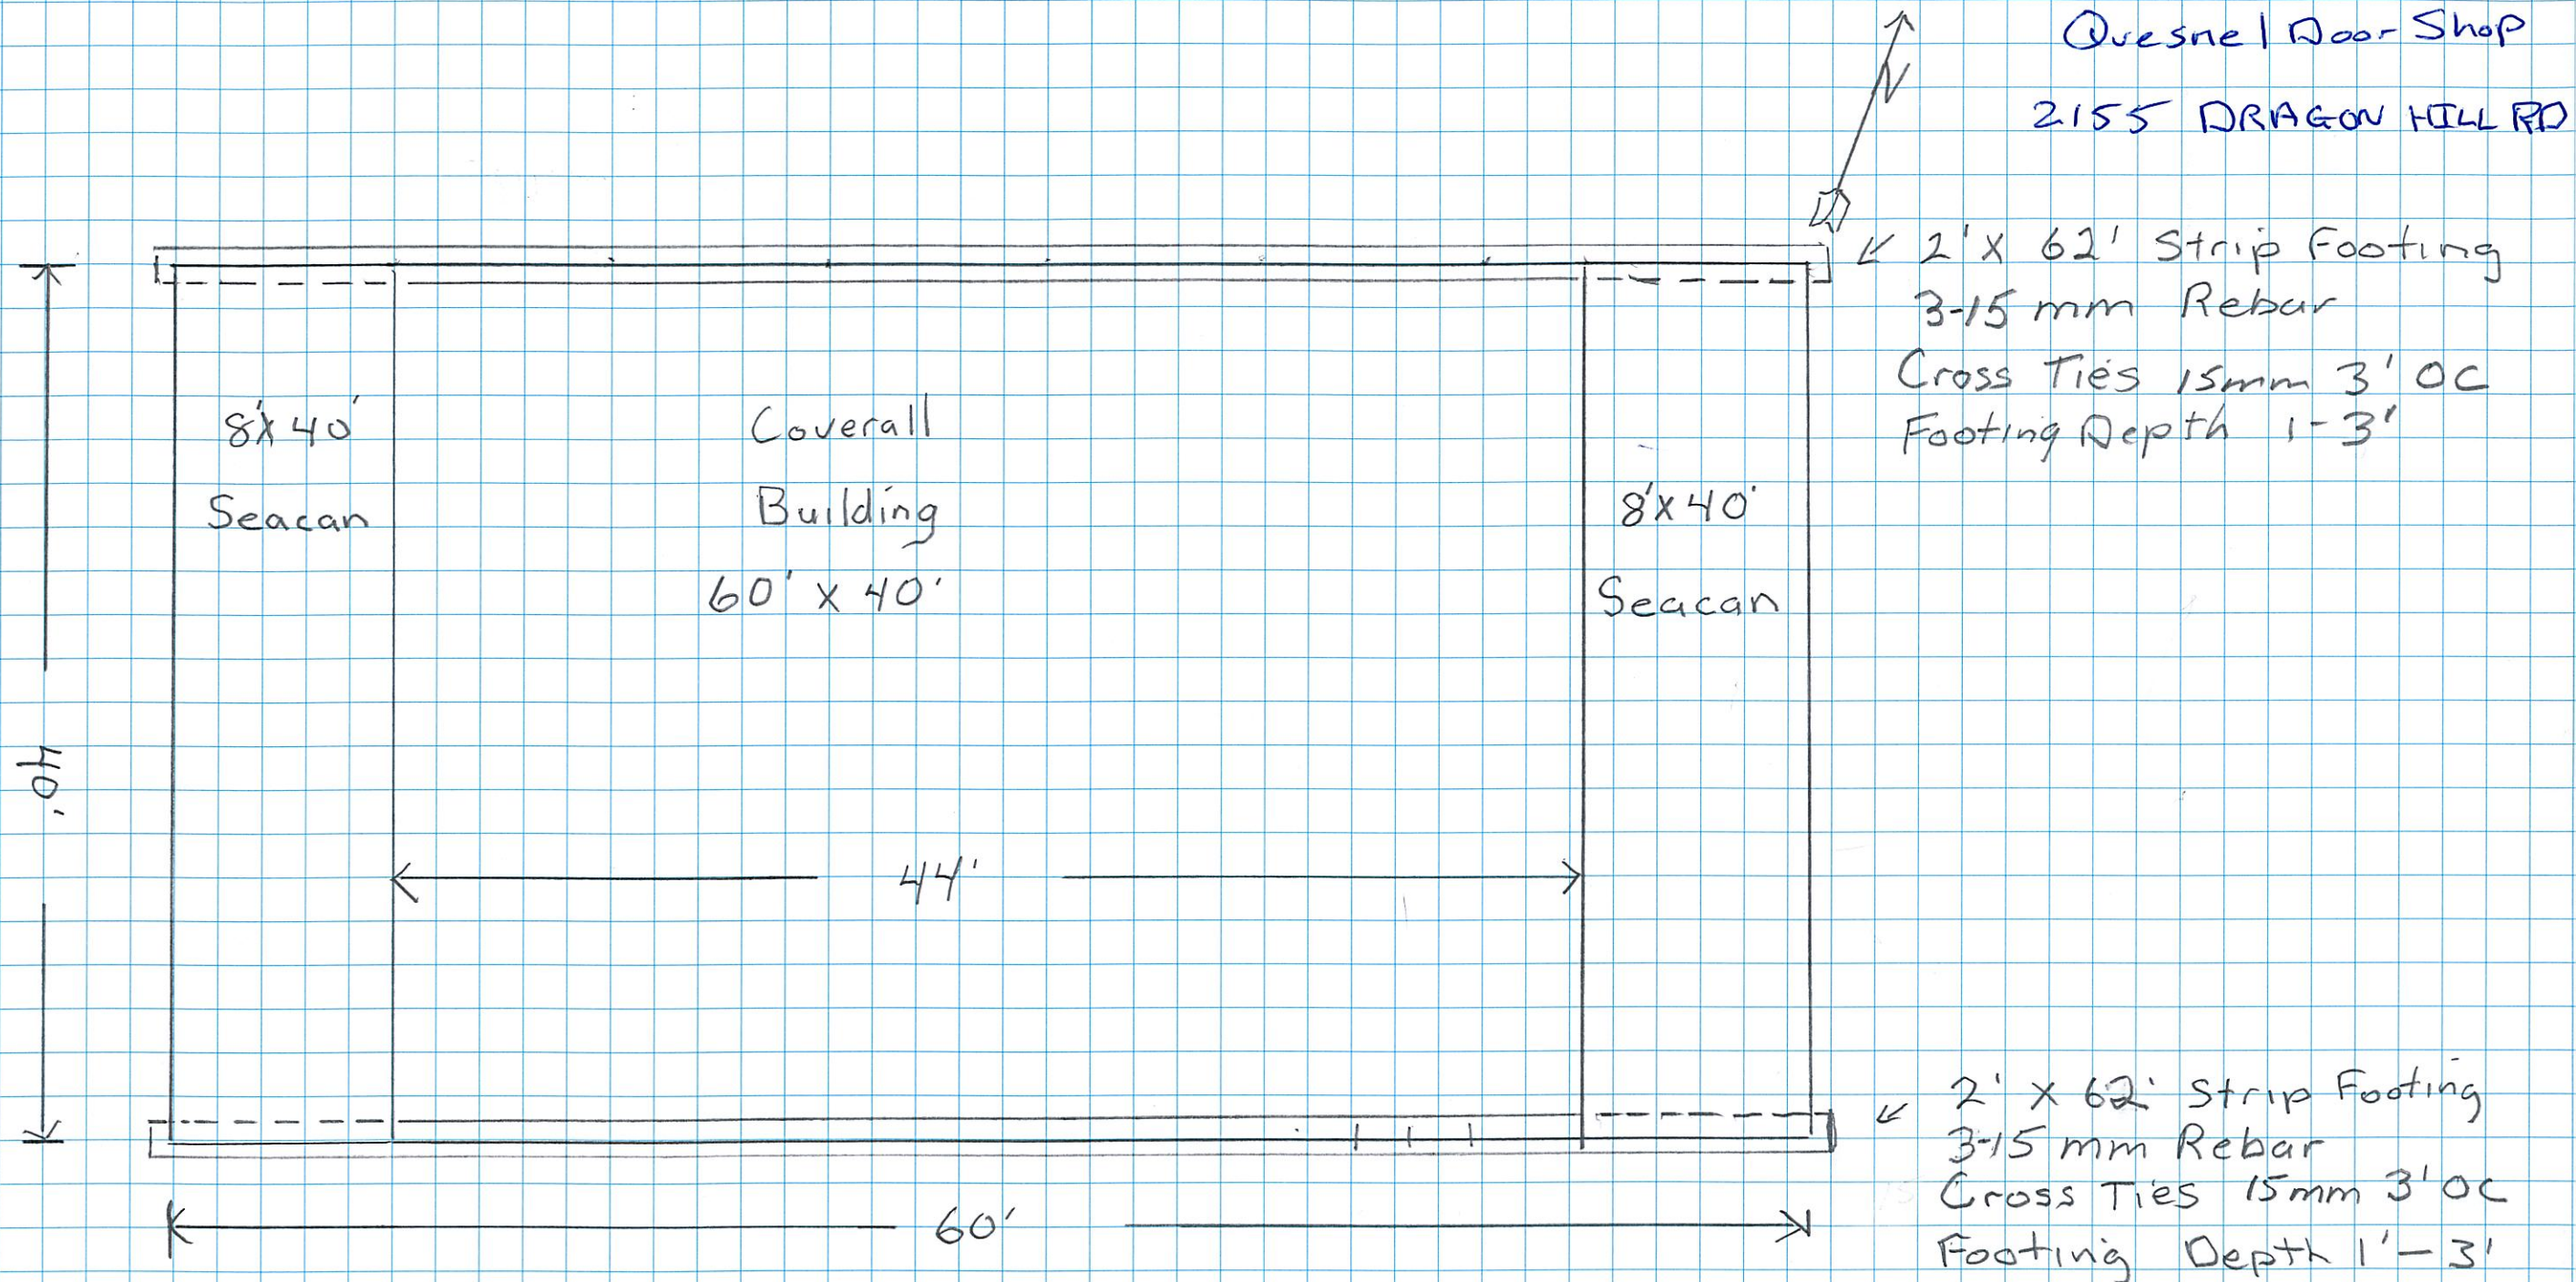 Quesnel Door Shop
2155 DRAGON HILL RD
N
2' X 62' Strip Footing
3-15 mm Rebar
Cross Ties 15mm 3' OC
Footing Depth 1-3'
8'X40'
Seacan
Coverall
Building
60' X 40'
8'X40'
Seacan
40'
44'
2' X 62' Strip Footing
3-15 mm Rebar
Cross Ties 15mm 3' OC
Footing Depth 1'-3'
60'